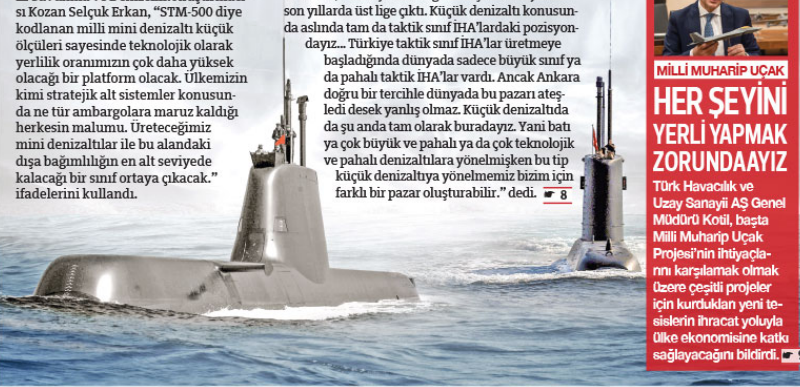 sı Kozan Selçuk Erkan, “STM-500 diye
kodlanan milli mini denizaltı küçük
ölçüleri sayesinde teknolojik olarak
yerlilik oranımızın çok daha yüksek
olacağı bir platform olacak. Ülkemizin
kimi stratejik alt sistemler konusun-
da ne tür ambargolara maruz kaldığı
herkesin malumu. Üreteceğimiz
mini denizaltılar ile bu alandaki
dışa bağımlılığın en alt seviyede
kalacağı bir sınıf ortaya çıkacak.”
ifadelerini kullandı.
son yıllarda üst lige çıktı. Küçük denizaltı konusun-
da aslında tam da taktik sınıf İHA’lardaki pozisyon-
dayız... Türkiye taktik sınıf İHA’lar üretmeye
başladığında dünyada sadece büyük sınıf ya
da pahalı taktik İHA’lar vardı. Ancak Ankara
doğru bir tercihle dünyada bu pazarı ateş-
ledi desek yanlış olmaz. Küçük denizaltıda
da şu anda tam olarak buradayız. Yani batı
ya çok büyük ve pahalı ya da çok teknolojik
ve pahalı denizaltılara yönelmişken bu tip
küçük denizaltıya yönelmemiz bizim için
farklı bir pazar oluşturabilir.” dedi. 8
MİLLİ MUHARİP UÇAK
HER ŞEYİNİ
YERLİ YAPMAK
ZORUNDAAYIZ
Türk Havacılık ve
Uzay Sanayii AŞ Genel
Müdürü Kotil, başta
Milli Muharip Uçak
Projesi’nin ihtiyaçla-
rını karşılamak olmak
üzere çeşitli projeler
için kurdukları yeni te-
sislerin ihracat yoluyla
ülke ekonomisine katkı
sağlayacağını bildirdi.